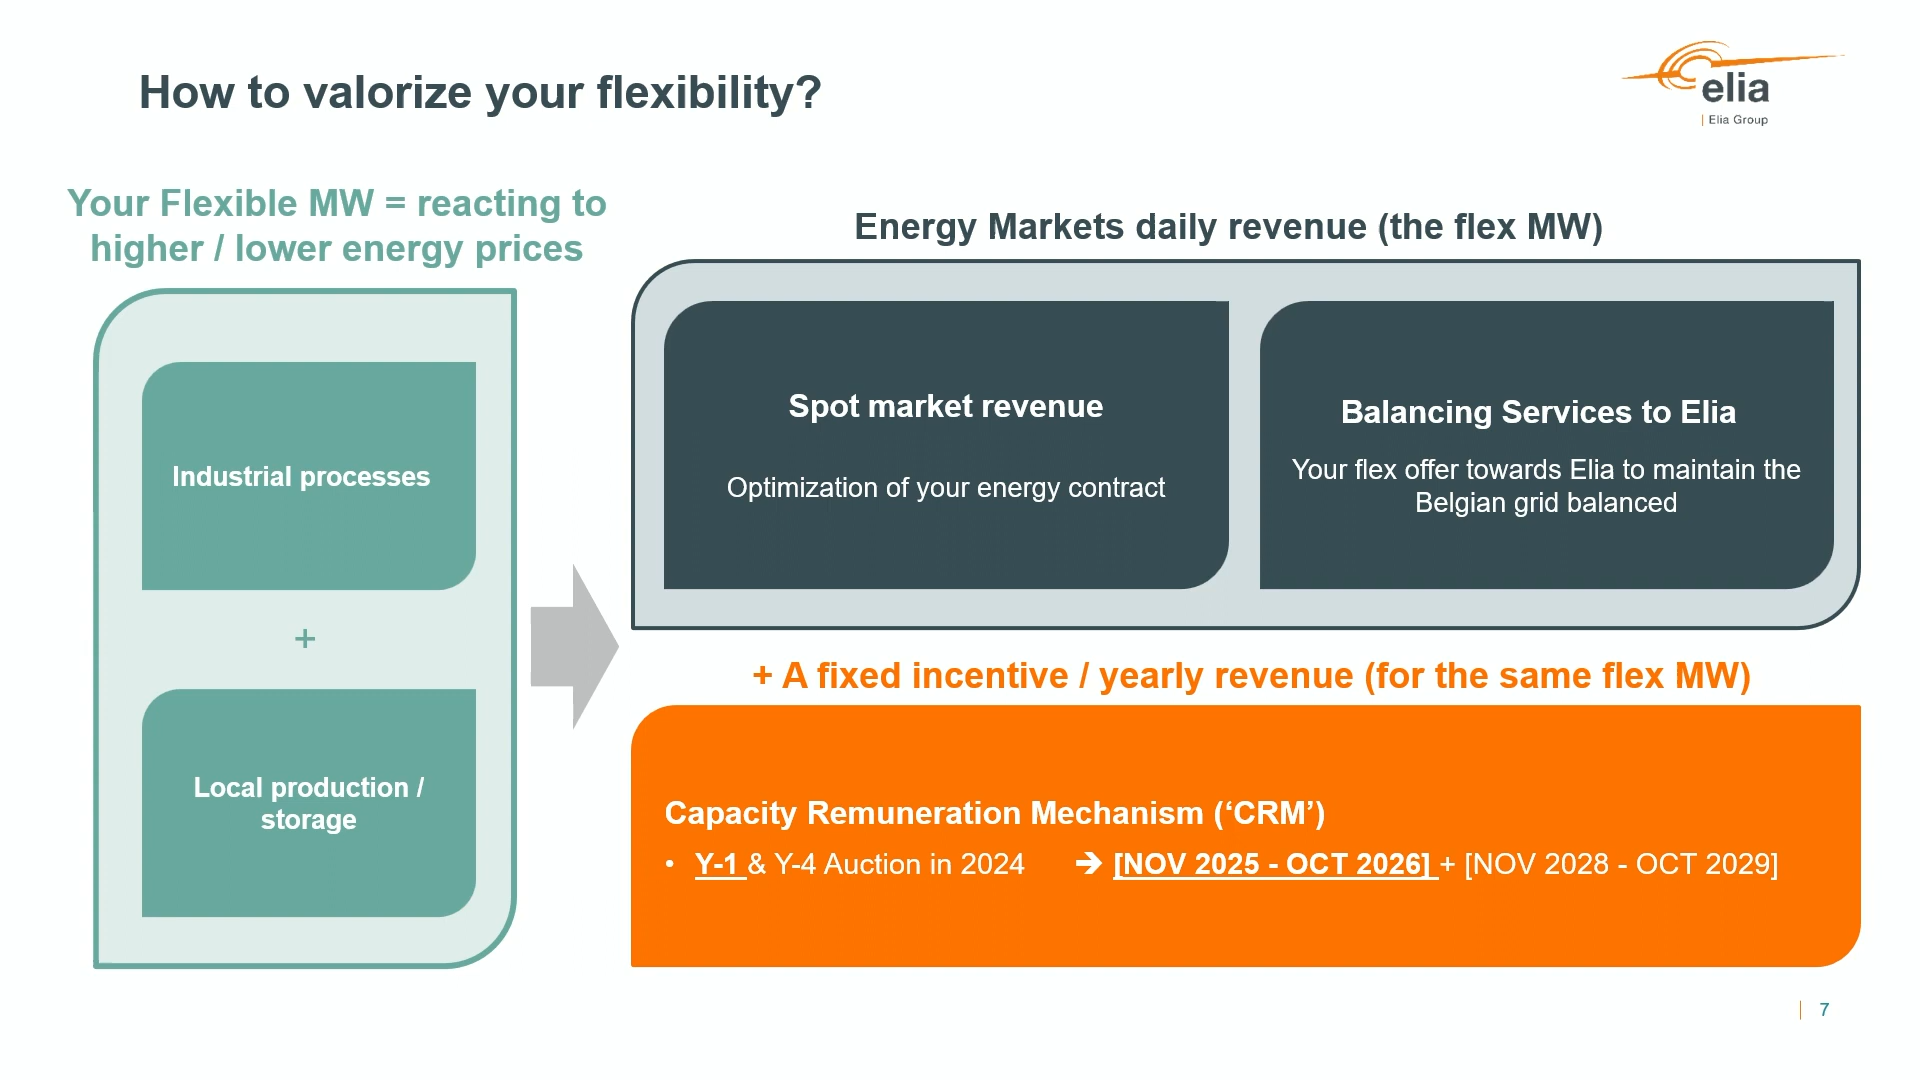 How to valorize your flexibility?
elia
| Elia Group
Your Flexible MW = reacting to
higher / lower energy prices
Industrial processes
+
Local production /
storage
Energy Markets daily revenue (the flex MW)
Spot market revenue
Optimization of your energy contract
Balancing Services to Elia
Your flex offer towards Elia to maintain the
Belgian grid balanced
+ A fixed incentive / yearly revenue (for the same flex MW)
Capacity Remuneration Mechanism (‘CRM’)
• Y-1 & Y-4 Auction in 2024 ➔ [NOV 2025 - OCT 2026] + [NOV 2028 - OCT 2029]
| 7